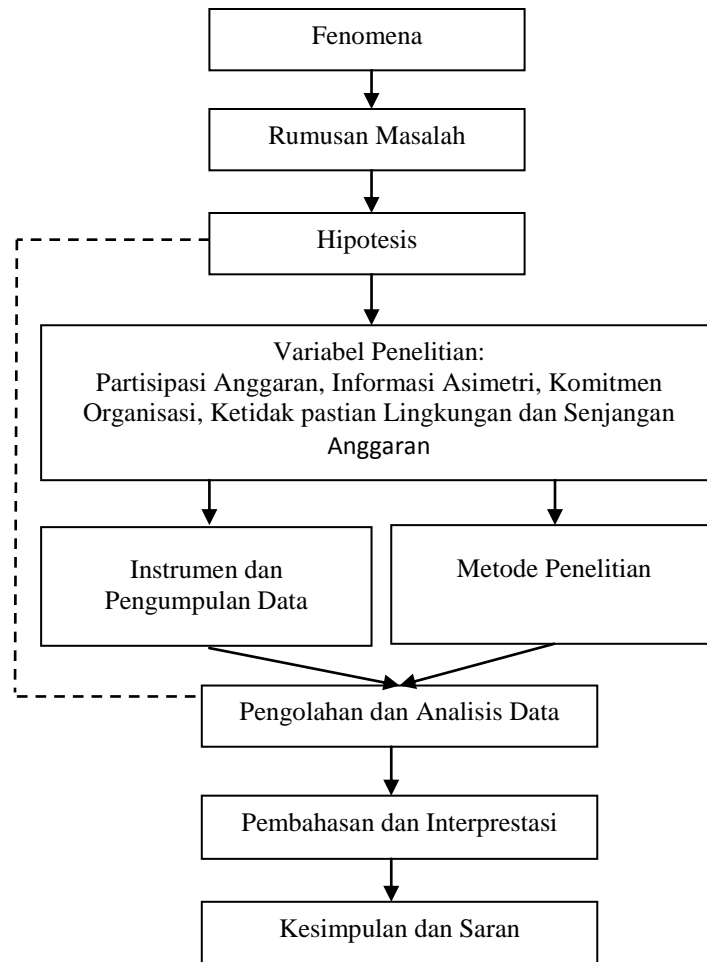 Fenomena
Rumusan Masalah
Hipotesis
Variabel Penelitian:
Partisipasi Anggaran, Informasi Asimetri, Komitmen
Organisasi, Ketidak pastian Lingkungan dan Senjangan
Anggaran
Instrumen dan
Pengumpulan Data
Metode Penelitian
Pengolahan dan Analisis Data
Pembahasan dan Interprestasi
Kesimpulan dan Saran